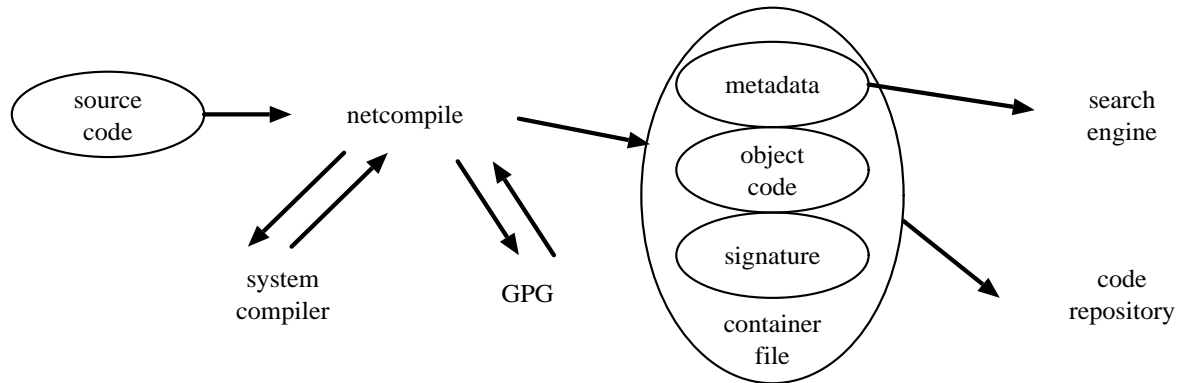 source
code
netcompile
system
compiler
GPG
metadata
object
code
signature
container
file
search
engine
code
repository